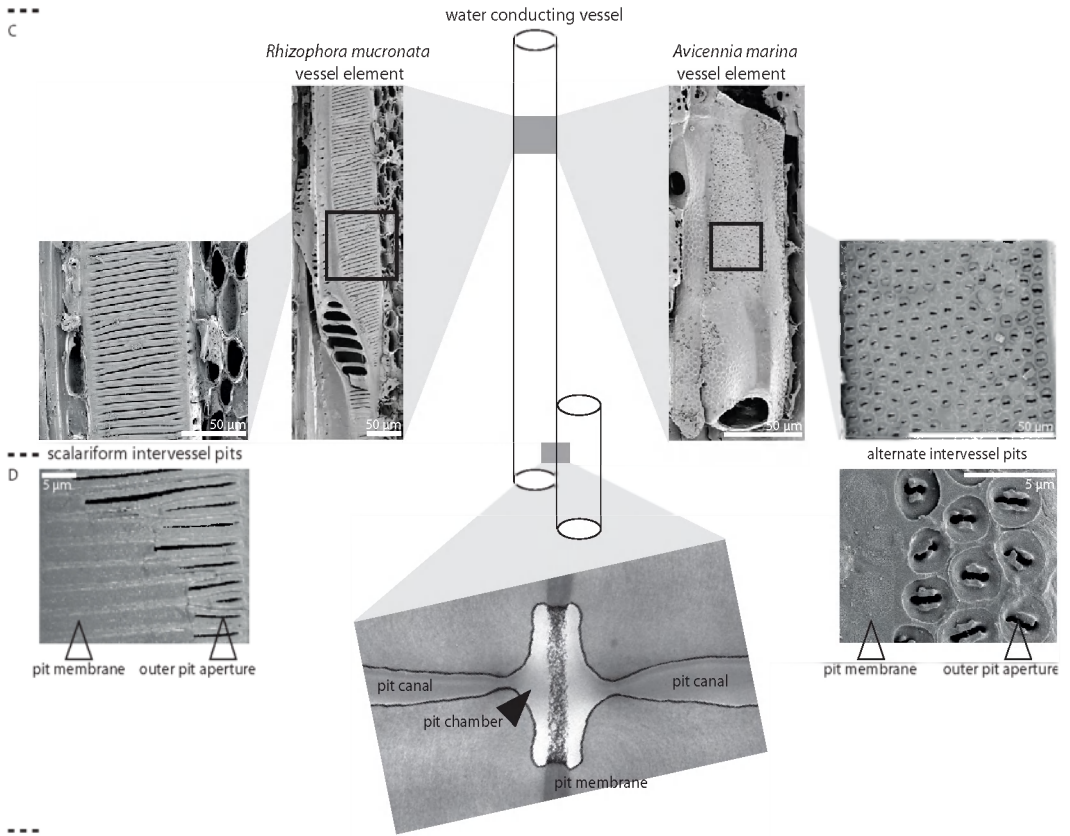 C
water conducting vessel
Rhizophora mucronata
vessel element
Avicennia marina
vessel element
50 µm
50 µm
50 µm
50 µm
scalariform intervessel pits
alternate intervessel pits
D
5 µm
5 µm
pit membrane
outer pit aperture
pit membrane
outer pit aperture
pit canal
pit canal
pit chamber
pit membrane